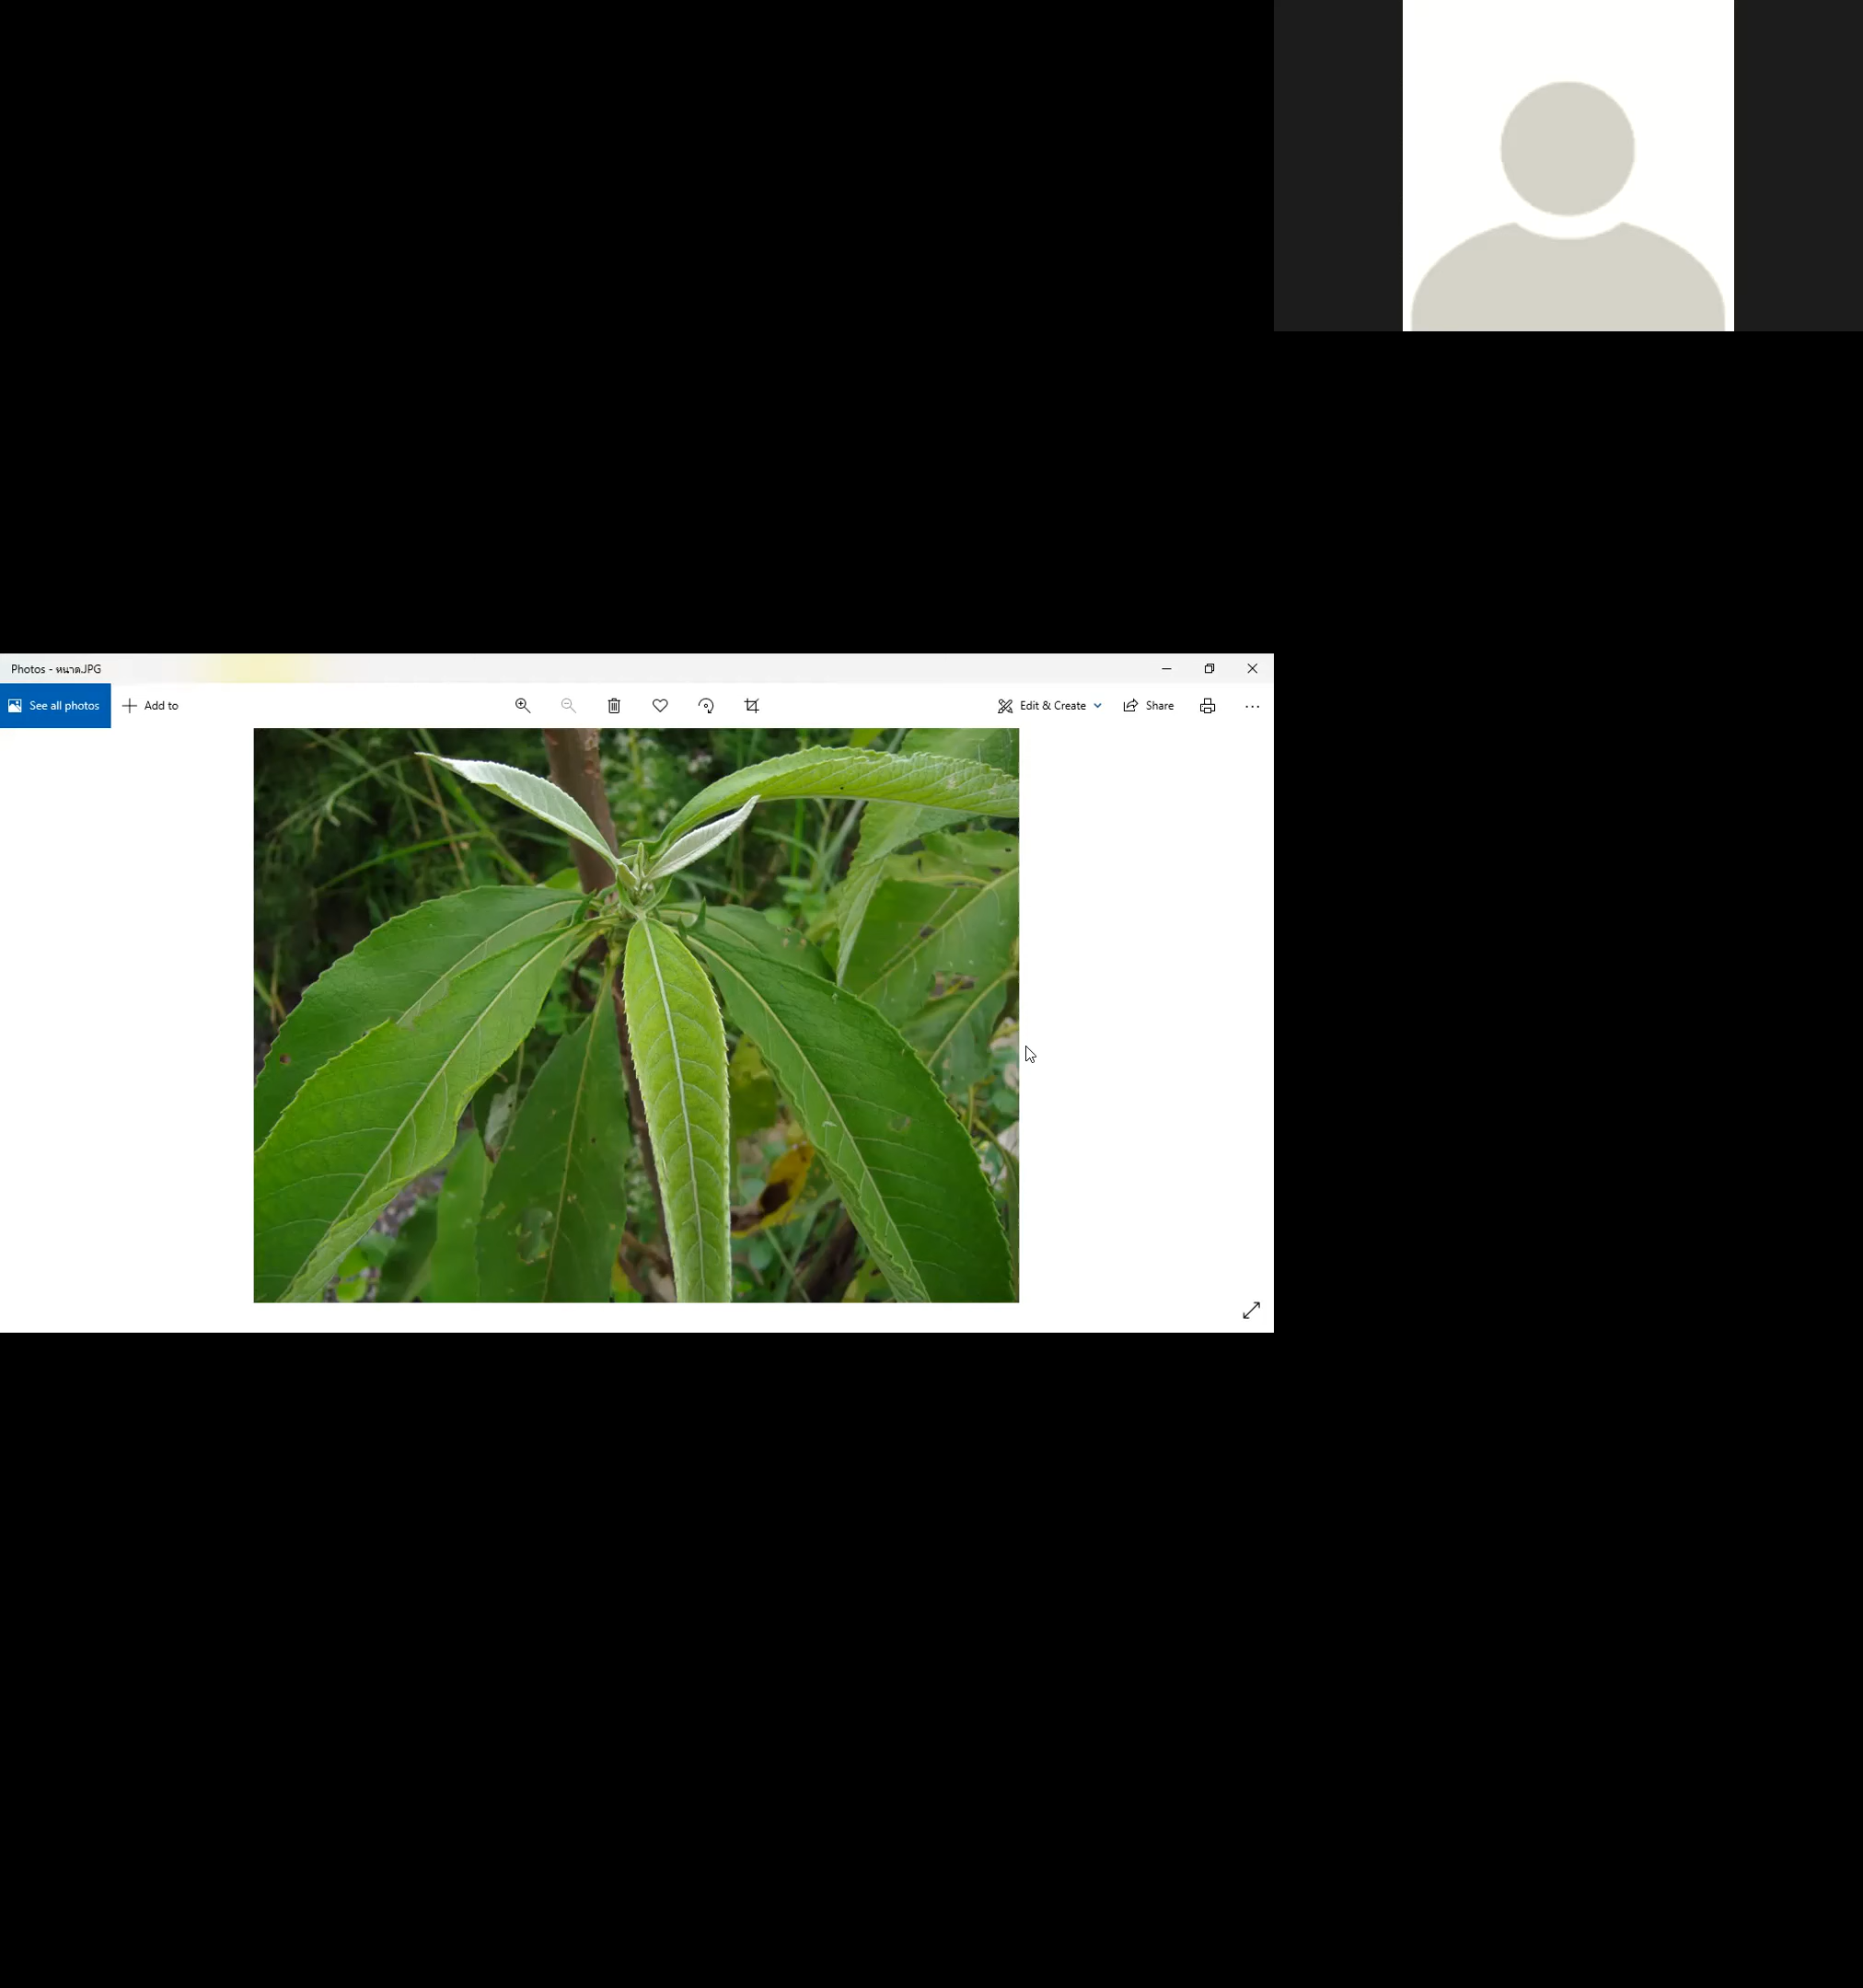 Photos - หนาด.JPG
See all photos
Add to
Edit & Create
Share